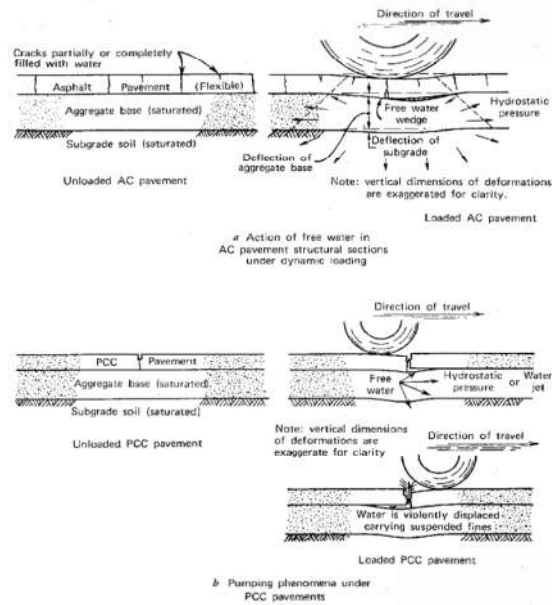 Direction of travel
Cracks partially or completely
filled with water
Asphalt Pavement (Flexible)
Aggregate base (saturated)
Subgrade soil (saturated)
Unloaded AC pavement
Free water
wedge
Hydrostatic
pressure
Deflection of
aggregate base
Deflection of
subgrade
Note: vertical dimensions of deformations
are exaggerated for clarity.
Loaded AC pavement
a Action of free water in
AC pavement structural sections
under dynamic loading
Direction of travel
PCC Pavement
Aggregate base (saturated)
Subgrade soil (saturated)
Unloaded PCC pavement
Free
water
Hydrostatic
pressure or Water
jet
Note: vertical dimensions
of deformations are
exaggerate for clarity
Direction of travel
Water is violently displaced
carrying suspended fines
Loaded PCC pavement
b Pumping phenomena under
PCC pavements